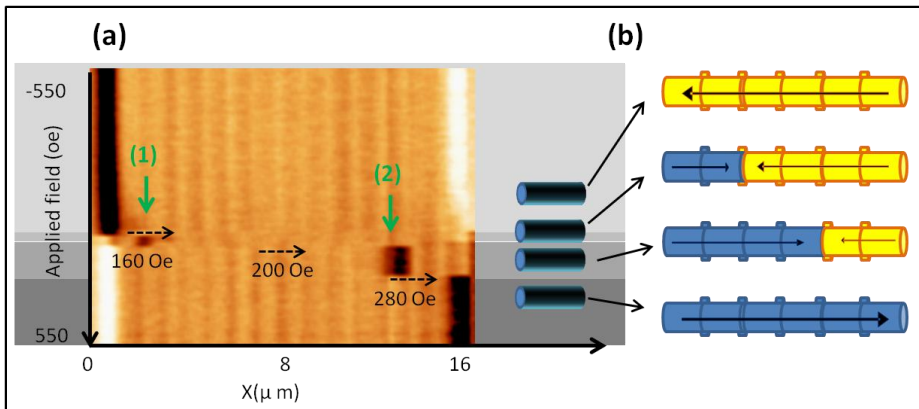 (a)
(b)
-550
Applied field (oe)
(1)
(2)
160 Oe
200 Oe
280 Oe
550
0
8
16
X(μ m)